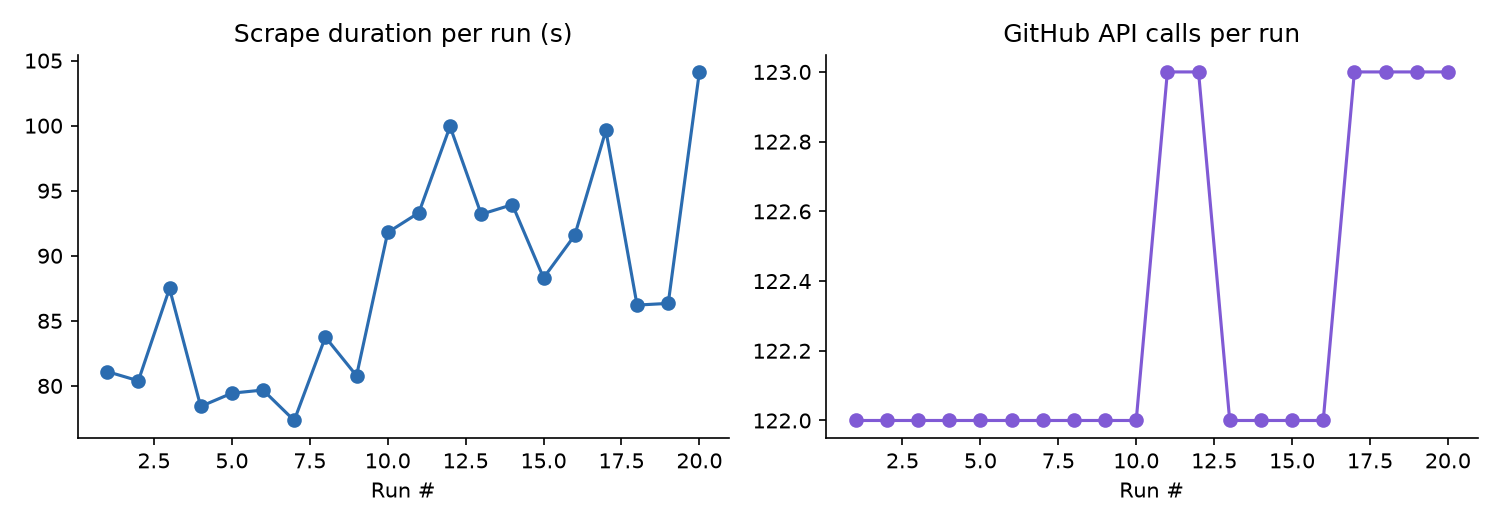 Scrape duration per run (s)
105
100
95
90
85
80
2.5 5.0 7.5 10.0 12.5 15.0 17.5 20.0
Run #
GitHub API calls per run
123.0
122.8
122.6
122.4
122.2
122.0
2.5 5.0 7.5 10.0 12.5 15.0 17.5 20.0
Run #